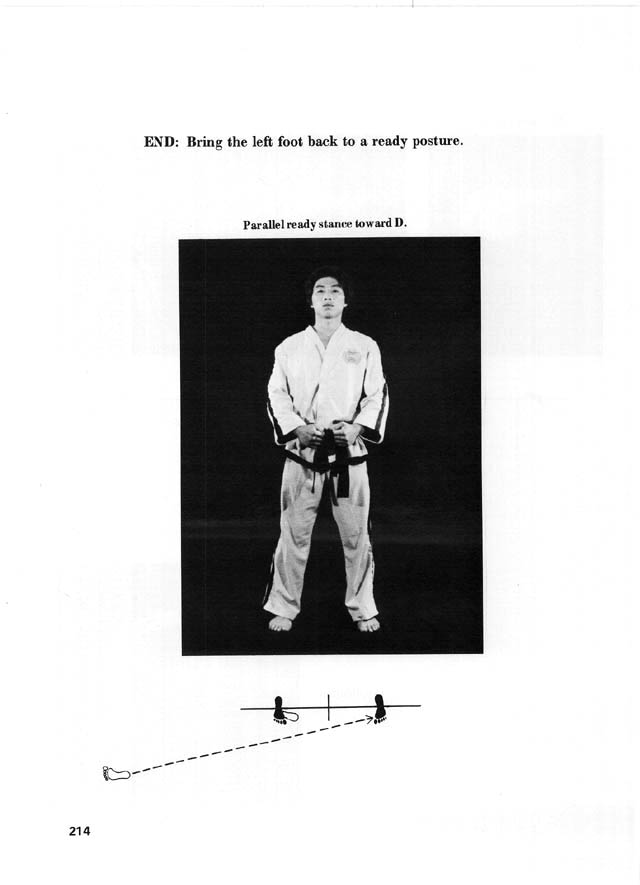 END: Bring the left foot back to a ready posture.
Parallel ready stance toward D.
214